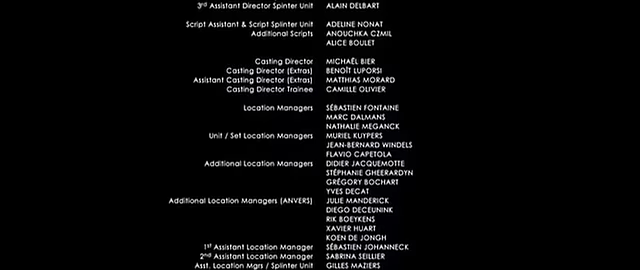 3rd Assistant Director Splinter Unit ALAIN DELBART
Script Assistant & Script Splinter Unit ADELINE NONAT
Additional Scripts ANOUCHKA CZMIL
ALICE BOULET
Casting Director MICHAËL BIER
Casting Director (Extras) BENOÎT LUPORSI
Assistant Casting Director (Extras) MATTHIAS MORARD
Casting Director Trainee CAMILLE OLIVIER
Location Managers SÉBASTIEN FONTAINE
MARC DALMANS
NATHALIE MEGANCK
Unit / Set Location Managers MURIEL KUYPERS
JEAN-BERNARD WINDELS
FLAVIO CAPETOLA
Additional Location Managers DIDIER JACQUEMOTTE
STÉPHANIE GHEERARDYN
GRÉGORY BOCHART
YVES DECAT
Additional Location Managers (ANVERS) JULIE MANDERICK
DIEGO DECEUNINK
RIK BOEYKENS
XAVIER HUART
KOEN DE JONGH
1st Assistant Location Manager SÉBASTIEN JOHANNECK
2nd Assistant Location Manager SABRINA SEILLIER
Asst. Location Mgrs / Splinter Unit GILLES MAZIERS